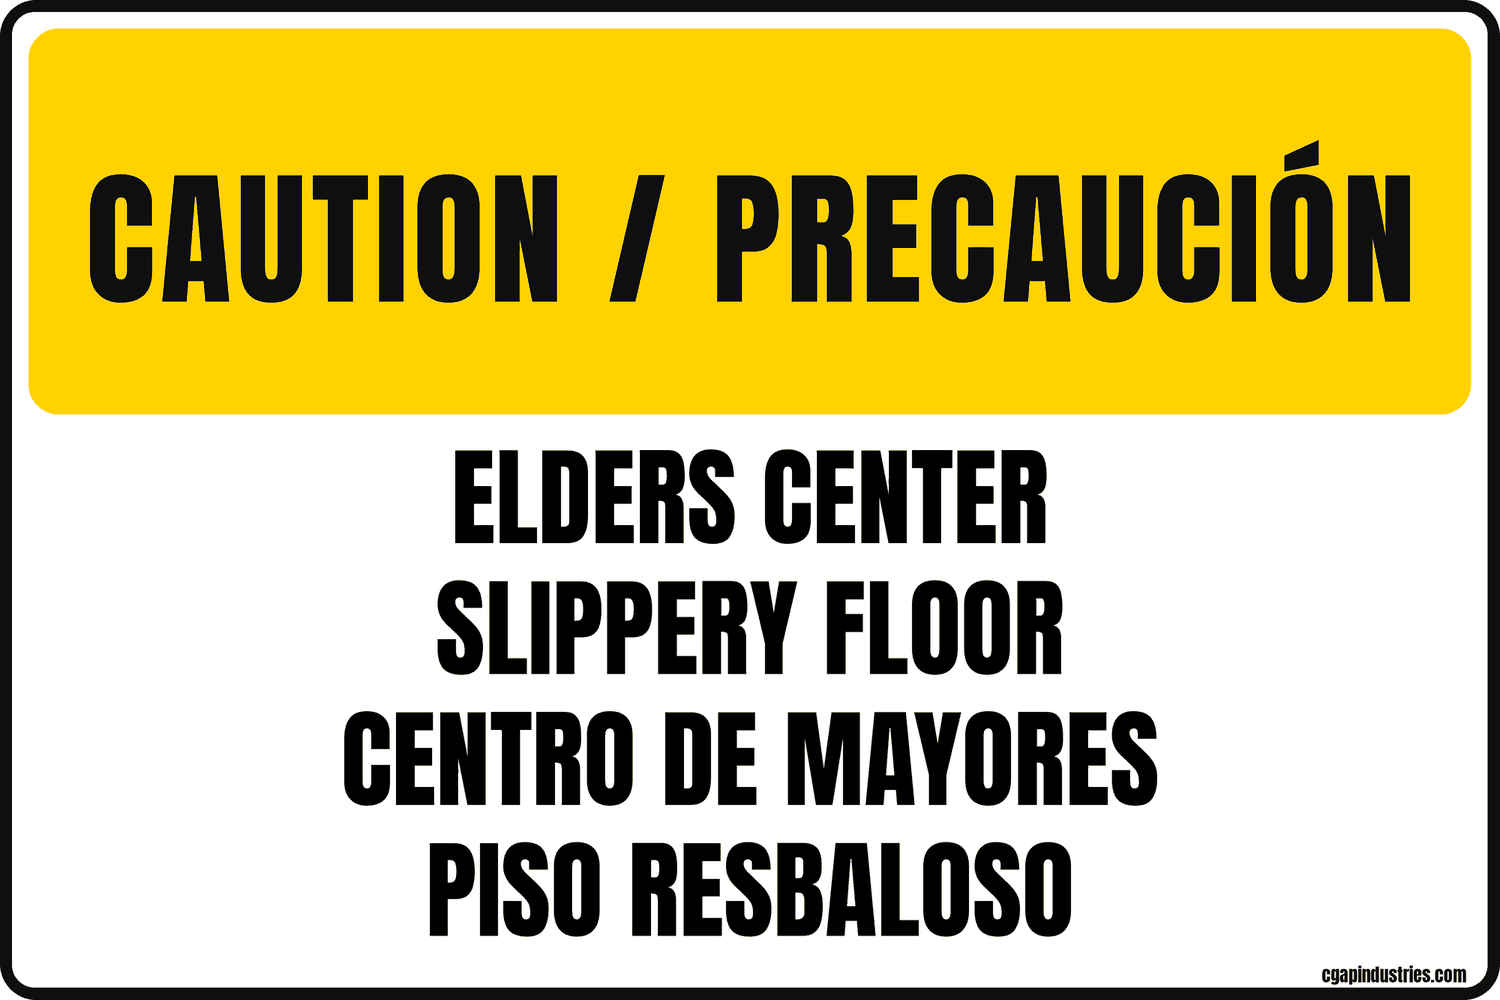 CAUTION / PRECAUCIÓN
ELDERS CENTER
SLIPPERY FLOOR
CENTRO DE MAYORES
PISO RESBALOSO
cgapindustries.com